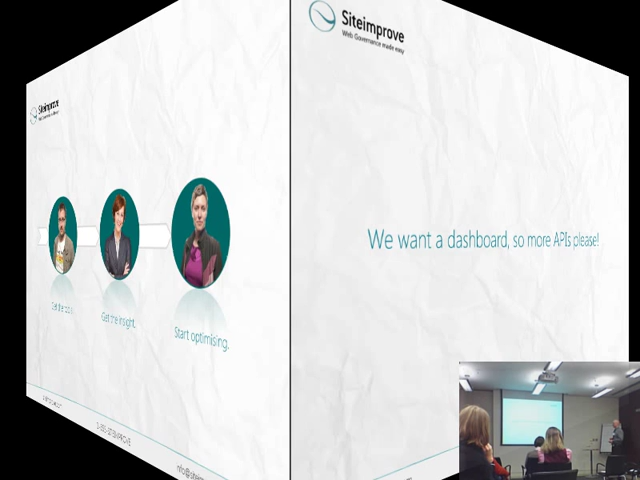 Siteimprove
Web Governance made easy
Siteimprove
We want a dashboard, so more APIs please!
Get the insight.
Start optimising.